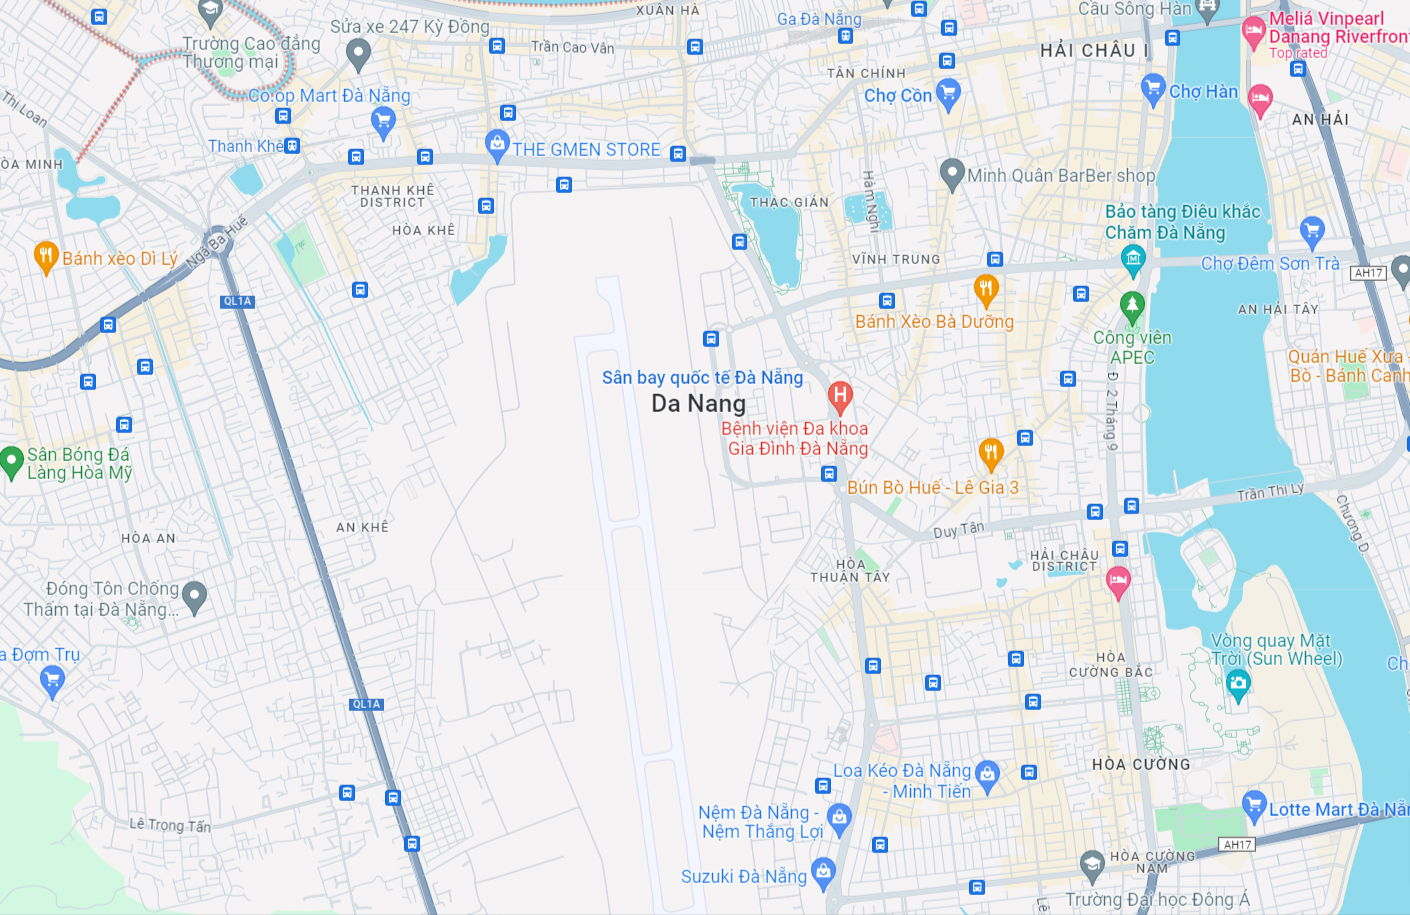 XUÂN HÀ
Ga Đà Nẵng
Cầu Sông Hàn
Meliá Vinpearl
Danang Riverfront
Top rated
Sửa xe 247 Kỳ Đồng
Trường Cao đẳng
Thương mại
Trần Cao Vân
HẢI CHÂU I
TÂN CHÍNH
Co.op Mart Đà Nẵng
Chợ Cồn
Chợ Hàn
Thi Loan
AN HẢI
Thanh Khê
THE GMEN STORE
ÒA MINH
THANH KHÊ
DISTRICT
Minh Quân BarBer shop
THẠC GIÁN
Hàm Nghi
Bảo tàng Điêu khắc
Chăm Đà Nẵng
HÒA KHÊ
Ngã Ba Huế
Bánh xèo Dì Lý
VĨNH TRUNG
Chợ Đêm Sơn Trà
AH17
QL1A
AN HẢI TÂY
Bánh Xèo Bà Dưỡng
Công viên
APEC
Quán Huế Xưa -
Bò - Bánh Canh
Sân bay quốc tế Đà Nẵng
Da Nang
Đ. 2 Tháng 9
Bệnh viện Đa khoa
Gia Đình Đà Nẵng
Sân Bóng Đá
Làng Hòa Mỹ
Bún Bò Huế - Lê Gia 3
Trần Thị Lý
Chương D
AN KHÊ
HÒA AN
Duy Tân
HẢI CHÂU
DISTRICT
HÒA
THUẬN TÂY
Đóng Tôn Chống
Thấm tại Đà Nẵng...
Vòng quay Mặt
Trời (Sun Wheel)
a Đợm Trụ
HÒA
CƯỜNG BẮC
Ch
QL1A
HÒA CƯỜNG
Loa Kéo Đà Nẵng
- Minh Tiến
Nệm Đà Nẵng -
Nệm Thắng Lợi
Lotte Mart Đà Nẵn
Lê Trọng Tấn
AH17
HÒA CƯỜNG
NAM
Suzuki Đà Nẵng
Trường Đại học Đông Á
Lê